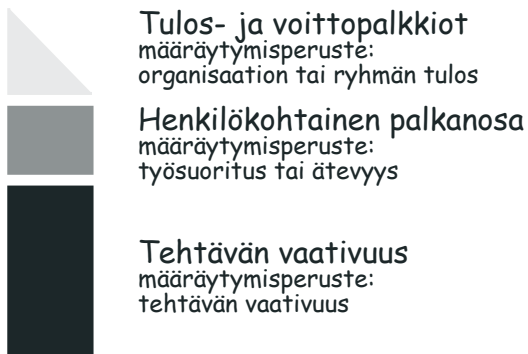 Tulos- ja voittopalkkiot
määräytymisperuste:
organisaation tai ryhmän tulos
Henkilökohtainen palkanosa
määräytymisperuste:
työsuoritus tai ätevyys
Tehtävän vaativuus
määräytymisperuste:
tehtävän vaativuus